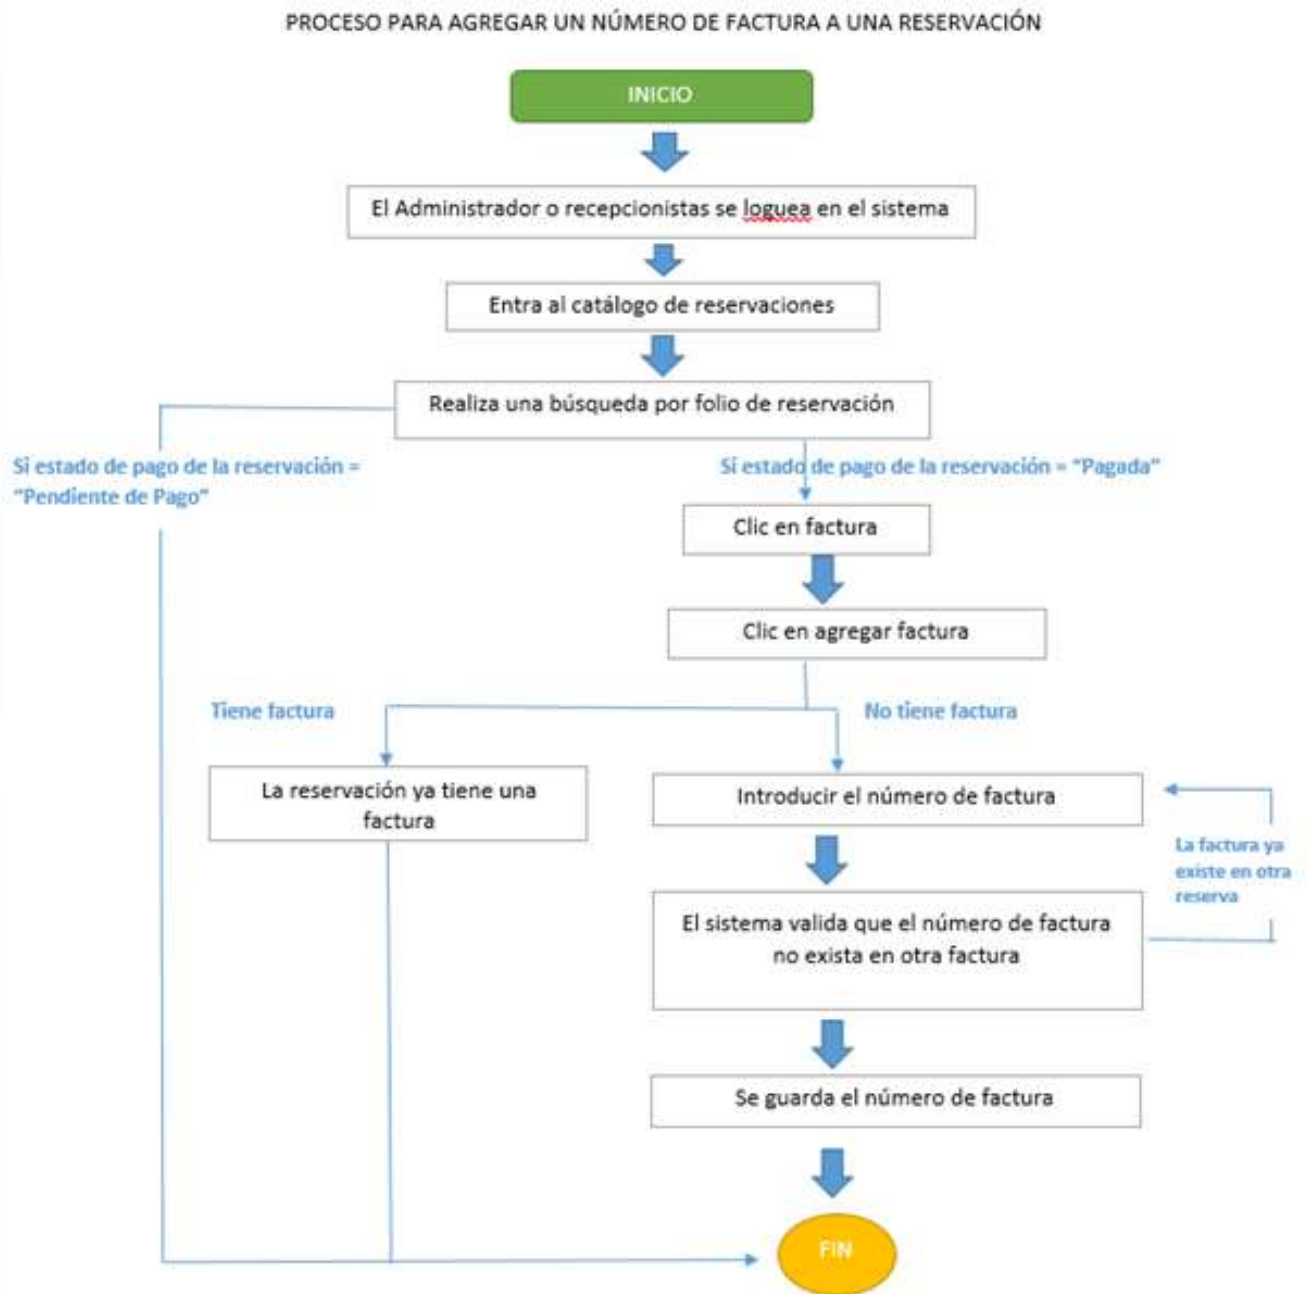 PROCESO PARA AGREGAR UN NÚMERO DE FACTURA A UNA RESERVACIÓN
INICIO
El Administrador o recepcionistas se loguea en el sistema
Entra al catálogo de reservaciones
Realiza una búsqueda por folio de reservación
Si estado de pago de la reservación =
"Pendiente de Pago"
Si estado de pago de la reservación = "Pagada"
Clic en factura
Clic en agregar factura
Tiene factura
No tiene factura
La reservación ya tiene una
factura
Introducir el número de factura
La factura ya
existe en otra
reserva
El sistema valida que el número de factura
no exista en otra factura
Se guarda el número de factura
FIN